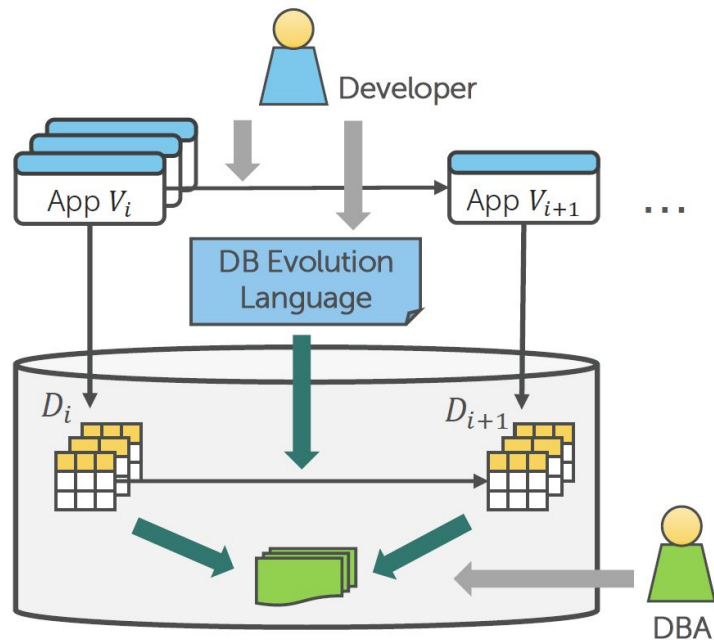 Developer
App V_i
App V_{i+1}
...
DB Evolution
Language
D_i
D_{i+1}
DBA